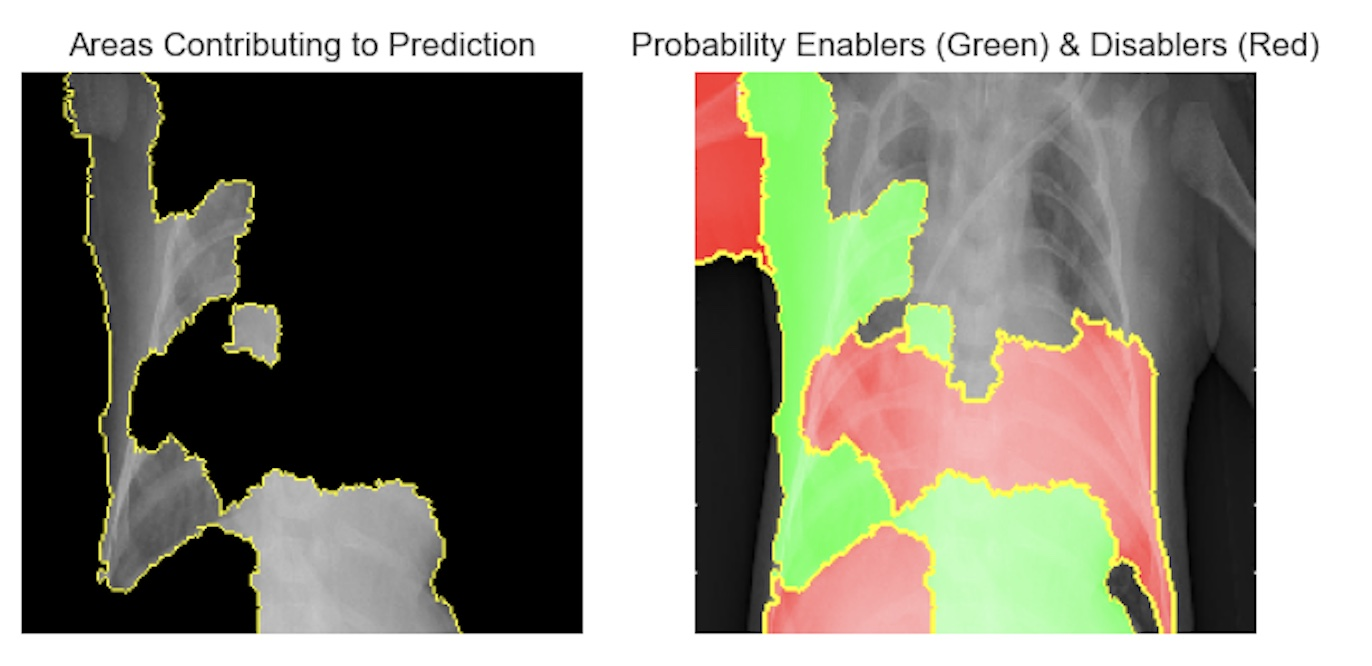 Areas Contributing to Prediction
Probability Enablers (Green) & Disablers (Red)